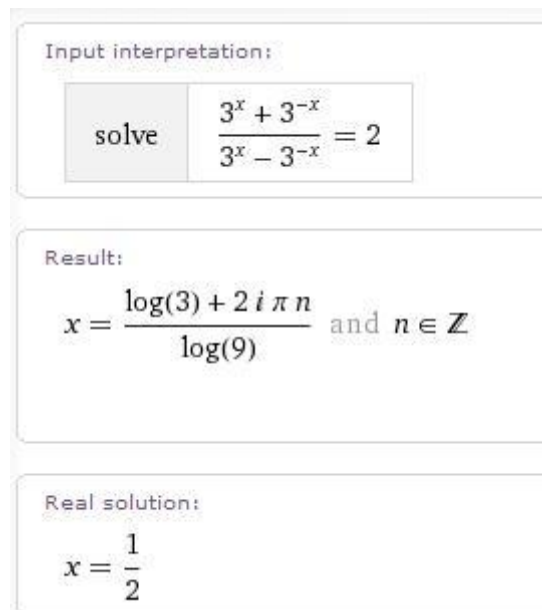 Input interpretation:
solve (3^x + 3^-x)/(3^x − 3^-x) = 2
Result:
x = (log(3) + 2 i π n)/log(9) and n ∈ ℤ
Real solution:
x = 1/2